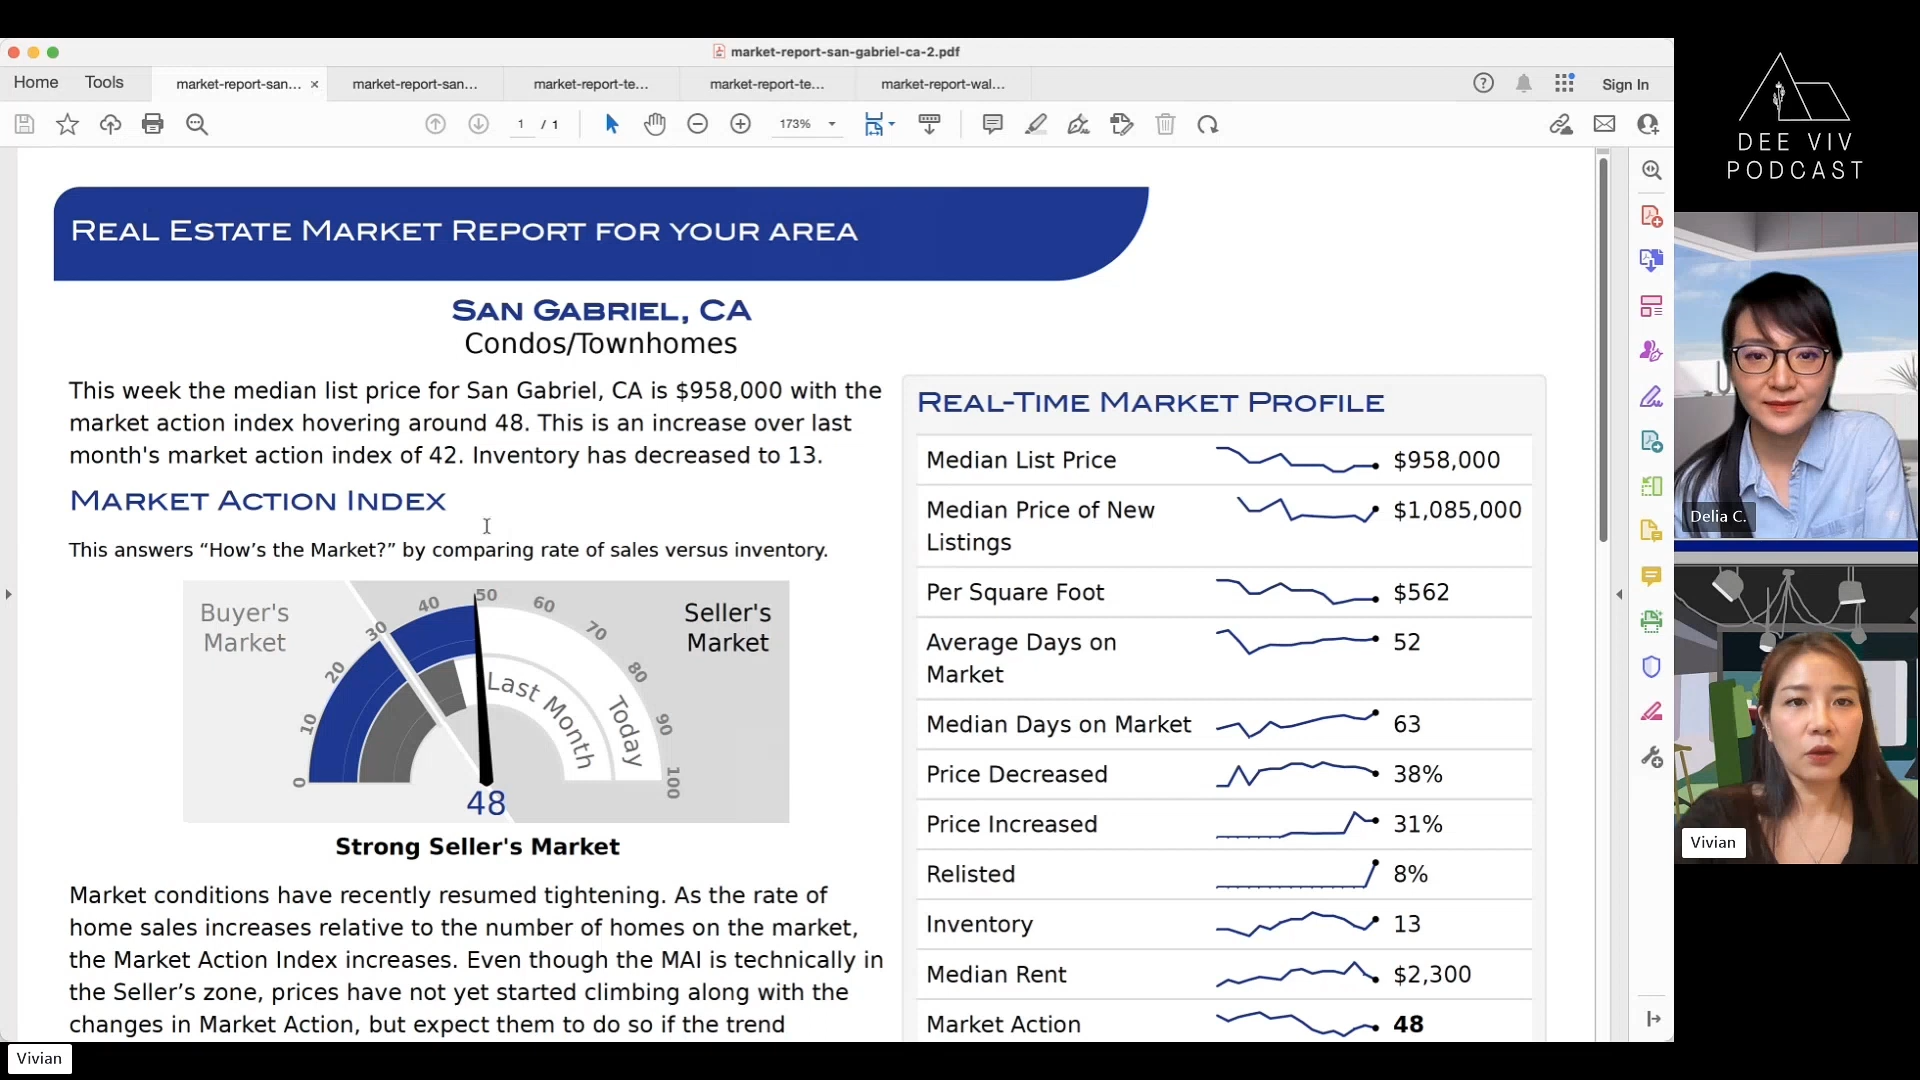 market-report-san-gabriel-ca-2.pdf
Home
Tools
market-report-san...
×
market-report-san...
market-report-te...
market-report-te...
market-report-wal...
Sign In
1 / 1
173%
REAL ESTATE MARKET REPORT FOR YOUR AREA
SAN GABRIEL, CA
Condos/Townhomes
This week the median list price for San Gabriel, CA is $958,000 with the
market action index hovering around 48. This is an increase over last
month's market action index of 42. Inventory has decreased to 13.
MARKET ACTION INDEX
This answers “How’s the Market?” by comparing rate of sales versus inventory.
Buyer's
Market
Seller's
Market
0
10
20
30
40
50
60
70
80
90
100
Last Month
Today
48
Strong Seller's Market
Market conditions have recently resumed tightening. As the rate of
home sales increases relative to the number of homes on the market,
the Market Action Index increases. Even though the MAI is technically in
the Seller’s zone, prices have not yet started climbing along with the
changes in Market Action, but expect them to do so if the trend
REAL-TIME MARKET PROFILE
Median List Price $958,000
Median Price of New $1,085,000
Listings
Per Square Foot $562
Average Days on 52
Market
Median Days on Market 63
Price Decreased 38%
Price Increased 31%
Relisted 8%
Inventory 13
Median Rent $2,300
Market Action 48
DEE VIV
PODCAST
Delia C.
Vivian
Vivian